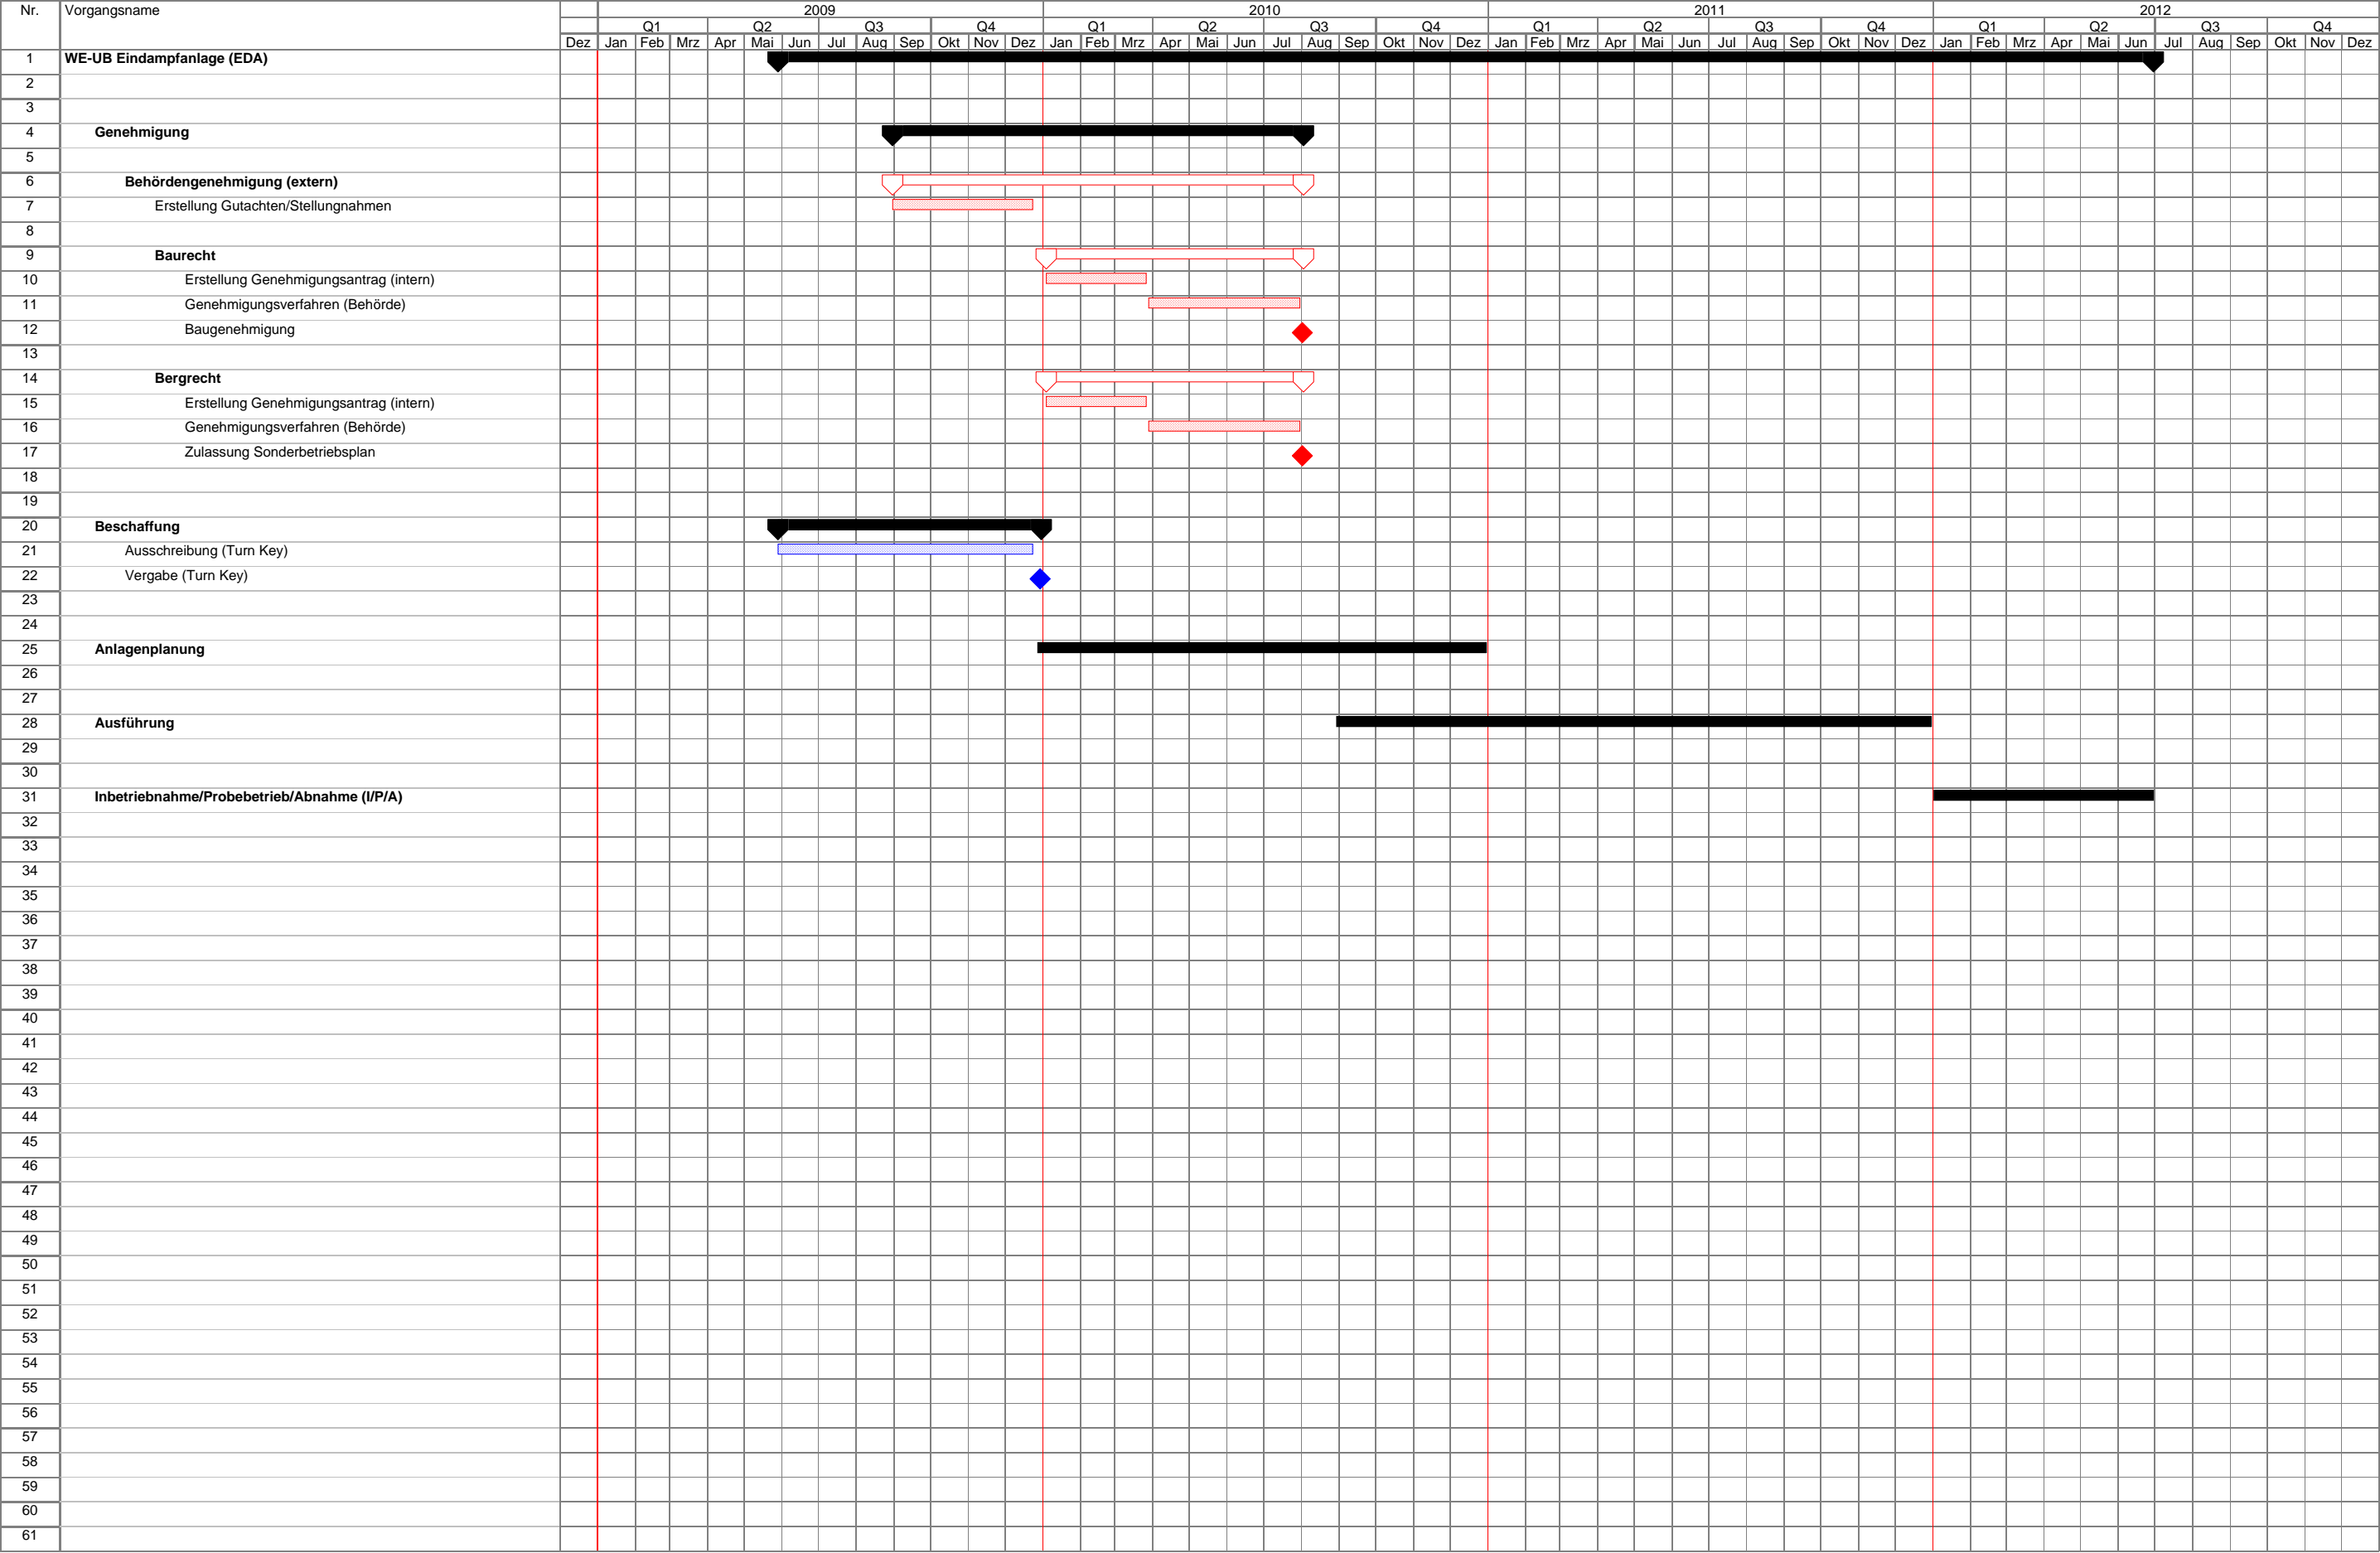 Nr. Vorgangsname 2009 2010 2011 2012
Q1 Q2 Q3 Q4 Q1 Q2 Q3 Q4 Q1 Q2 Q3 Q4 Q1 Q2 Q3 Q4
Dez Jan Feb Mrz Apr Mai Jun Jul Aug Sep Okt Nov Dez Jan Feb Mrz Apr Mai Jun Jul Aug Sep Okt Nov Dez Jan Feb Mrz Apr Mai Jun Jul Aug Sep Okt Nov Dez Jan Feb Mrz Apr Mai Jun Jul Aug Sep Okt Nov Dez
1 WE-UB Eindampfanlage (EDA)
2
3
4 Genehmigung
5
6 Behördengenehmigung (extern)
7 Erstellung Gutachten/Stellungnahmen
8
9 Baurecht
10 Erstellung Genehmigungsantrag (intern)
11 Genehmigungsverfahren (Behörde)
12 Baugenehmigung
13
14 Bergrecht
15 Erstellung Genehmigungsantrag (intern)
16 Genehmigungsverfahren (Behörde)
17 Zulassung Sonderbetriebsplan
18
19
20 Beschaffung
21 Ausschreibung (Turn Key)
22 Vergabe (Turn Key)
23
24
25 Anlagenplanung
26
27
28 Ausführung
29
30
31 Inbetriebnahme/Probebetrieb/Abnahme (I/P/A)
32
33
34
35
36
37
38
39
40
41
42
43
44
45
46
47
48
49
50
51
52
53
54
55
56
57
58
59
60
61